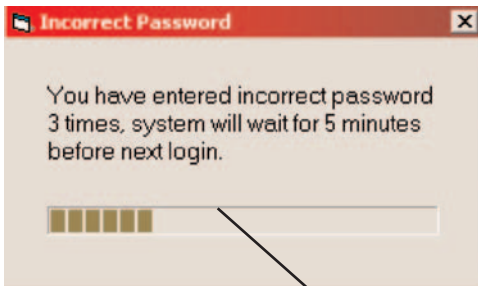 Incorrect Password
You have entered incorrect password
3 times, system will wait for 5 minutes
before next login.